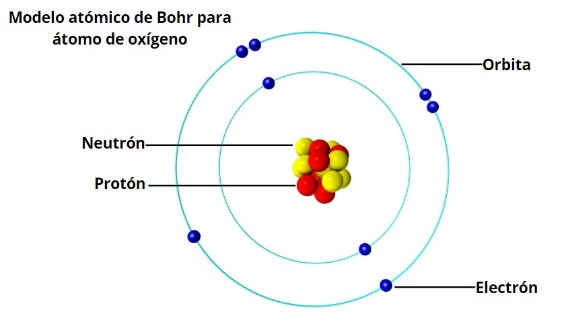 Modelo atómico de Bohr para
átomo de oxígeno
Orbita
Neutrón
Protón
Electrón